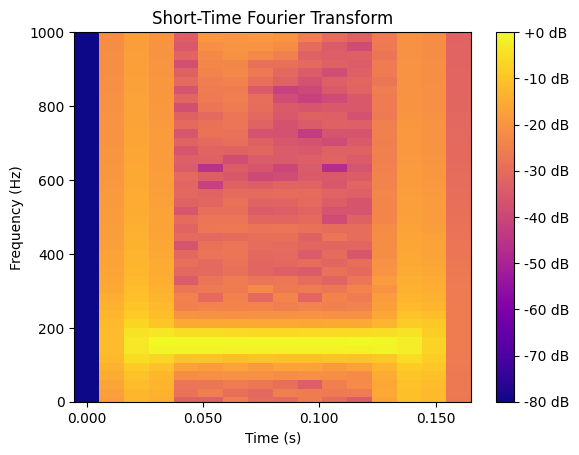 Short-Time Fourier Transform
1000
800
600
400
200
0
Frequency (Hz)
0.000
0.050
0.100
0.150
Time (s)
+0 dB
-10 dB
-20 dB
-30 dB
-40 dB
-50 dB
-60 dB
-70 dB
-80 dB